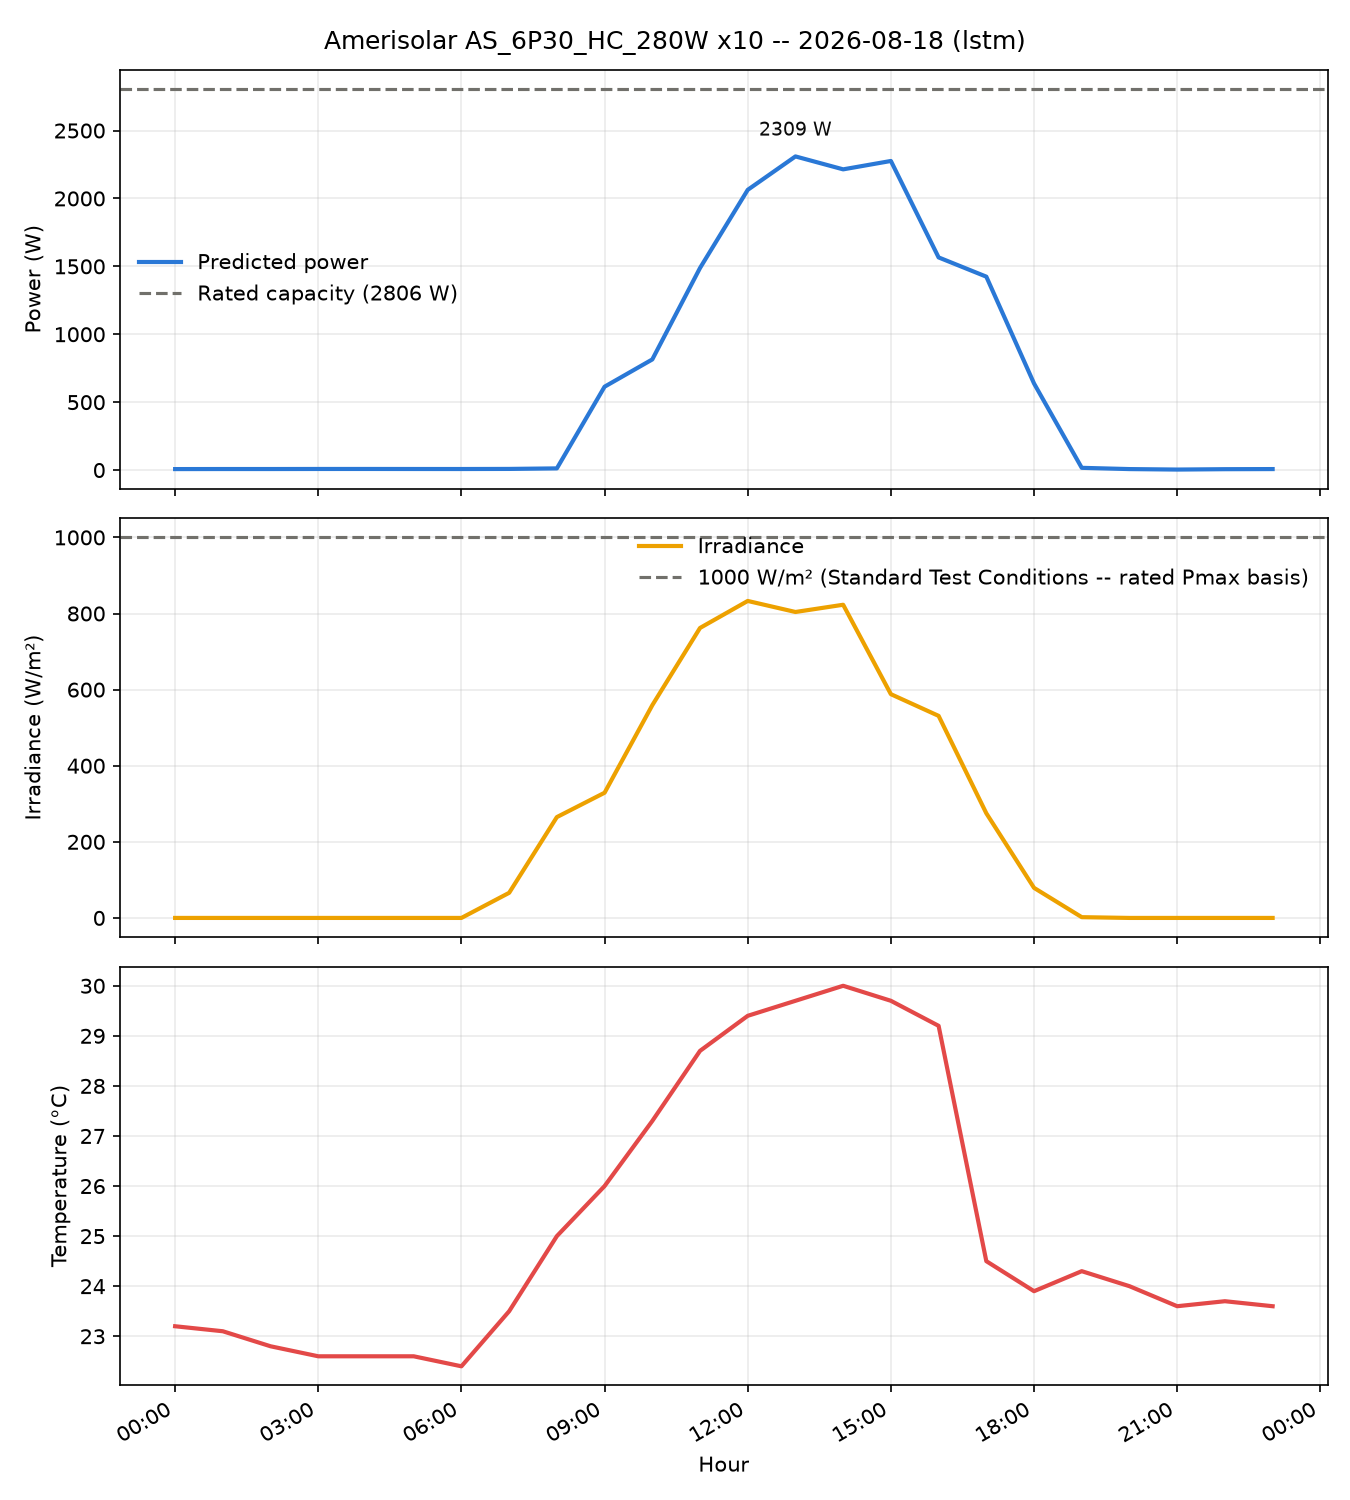 Amerisolar AS_6P30_HC_280W x10 -- 2026-08-18 (lstm)
2500
2000
1500
1000
500
0
Power (W)
2309 W
Predicted power
Rated capacity (2806 W)
1000
800
600
400
200
0
Irradiance (W/m²)
Irradiance
1000 W/m² (Standard Test Conditions -- rated Pmax basis)
30
29
28
27
26
25
24
23
Temperature (°C)
00:00
03:00
06:00
09:00
12:00
15:00
18:00
21:00
00:00
Hour